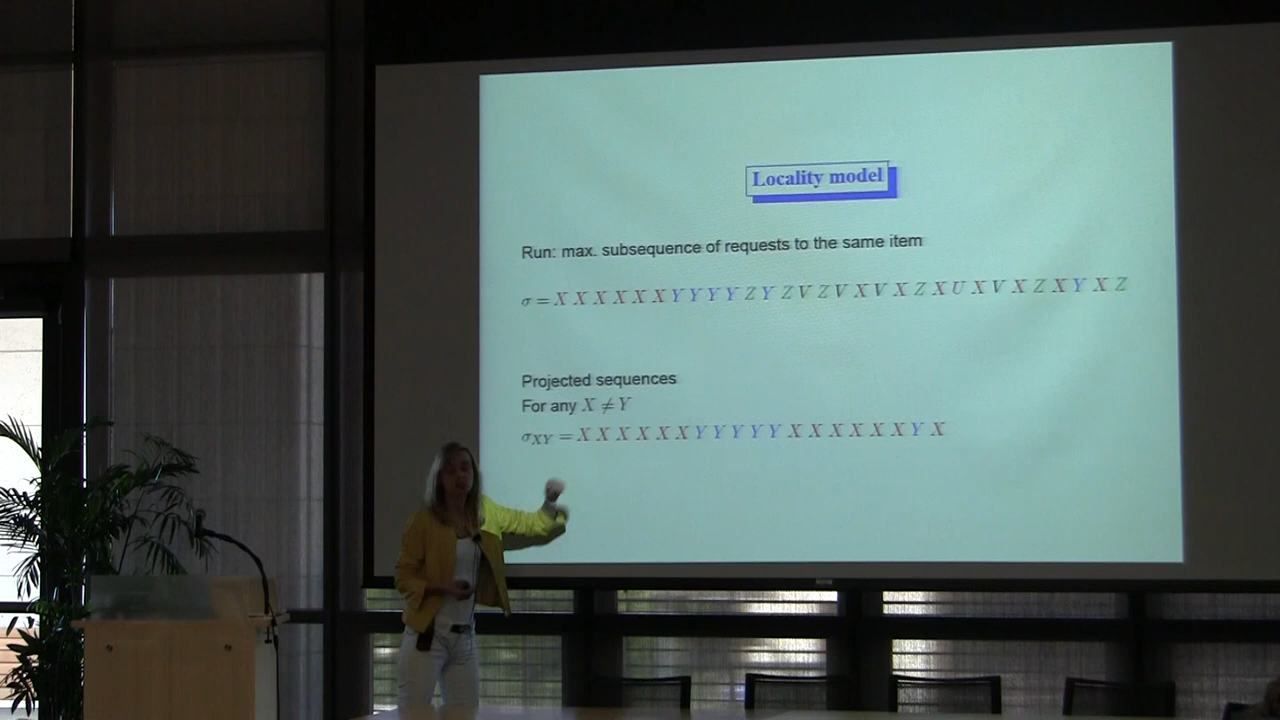 Locality model
Run: max. subsequence of requests to the same item
σ = X X X X X X Y Y Y Y Z Y Z V Z V X V X Z X U X V X Z X Y X Z
Projected sequences
For any X ≠ Y
σXY = X X X X X X Y Y Y Y Y X X X X X X Y X